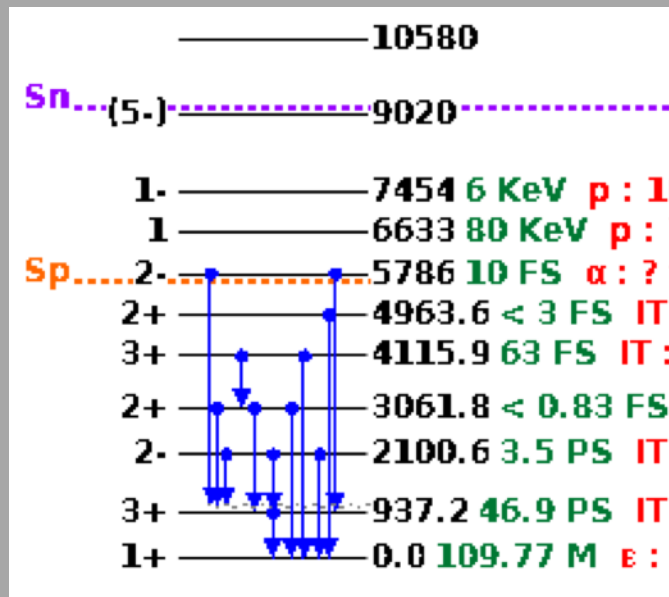 10580
Sn (5-) 9020
1- 7454 6 KeV p : 1
1 6633 80 KeV p :
Sp 2- 5786 10 FS α : ?
2+ 4963.6 < 3 FS IT
3+ 4115.9 63 FS IT :
2+ 3061.8 < 0.83 FS
2- 2100.6 3.5 PS IT
3+ 937.2 46.9 PS IT
1+ 0.0 109.77 M ε :